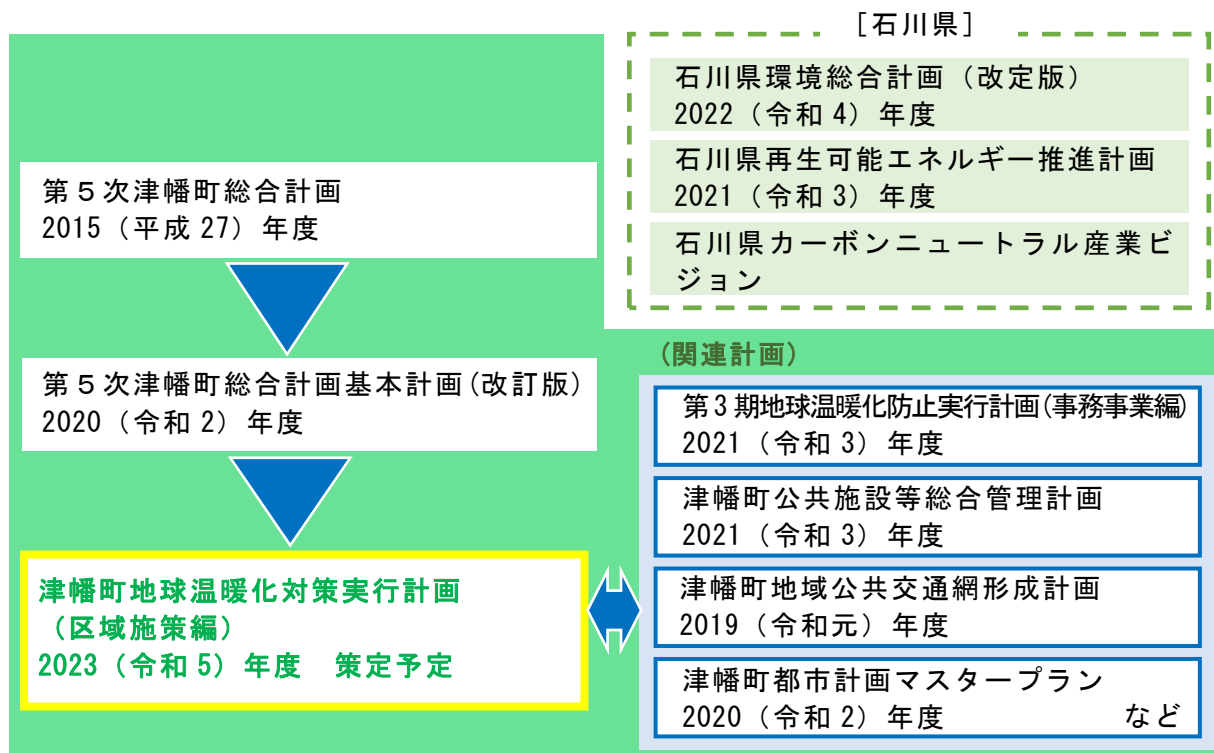 [石川県]
石川県環境総合計画（改定版）
2022（令和4）年度
石川県再生可能エネルギー推進計画
2021（令和3）年度
石川県カーボンニュートラル産業ビ
ジョン
第５次津幡町総合計画
2015（平成27）年度
第５次津幡町総合計画基本計画(改訂版)
2020（令和2）年度
津幡町地球温暖化対策実行計画
（区域施策編）
2023（令和5）年度　策定予定
(関連計画)
第3期地球温暖化防止実行計画(事務事業編)
2021（令和3）年度
津幡町公共施設等総合管理計画
2021（令和3）年度
津幡町地域公共交通網形成計画
2019（令和元）年度
津幡町都市計画マスタープラン
2020（令和2）年度　など